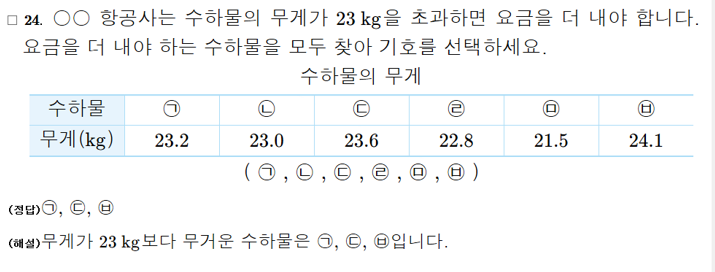 □ 24. ○○ 항공사는 수하물의 무게가 23 kg을 초과하면 요금을 더 내야 합니다.
요금을 더 내야 하는 수하물을 모두 찾아 기호를 선택하세요.
수하물의 무게
수하물 ㉠ ㉡ ㉢ ㉣ ㉤ ㉥
무게(kg) 23.2 23.0 23.6 22.8 21.5 24.1
( ㉠ , ㉡ , ㉢ , ㉣ , ㉤ , ㉥ )
(정답)㉠, ㉢, ㉥
(해설)무게가 23 kg보다 무거운 수하물은 ㉠, ㉢, ㉥입니다.